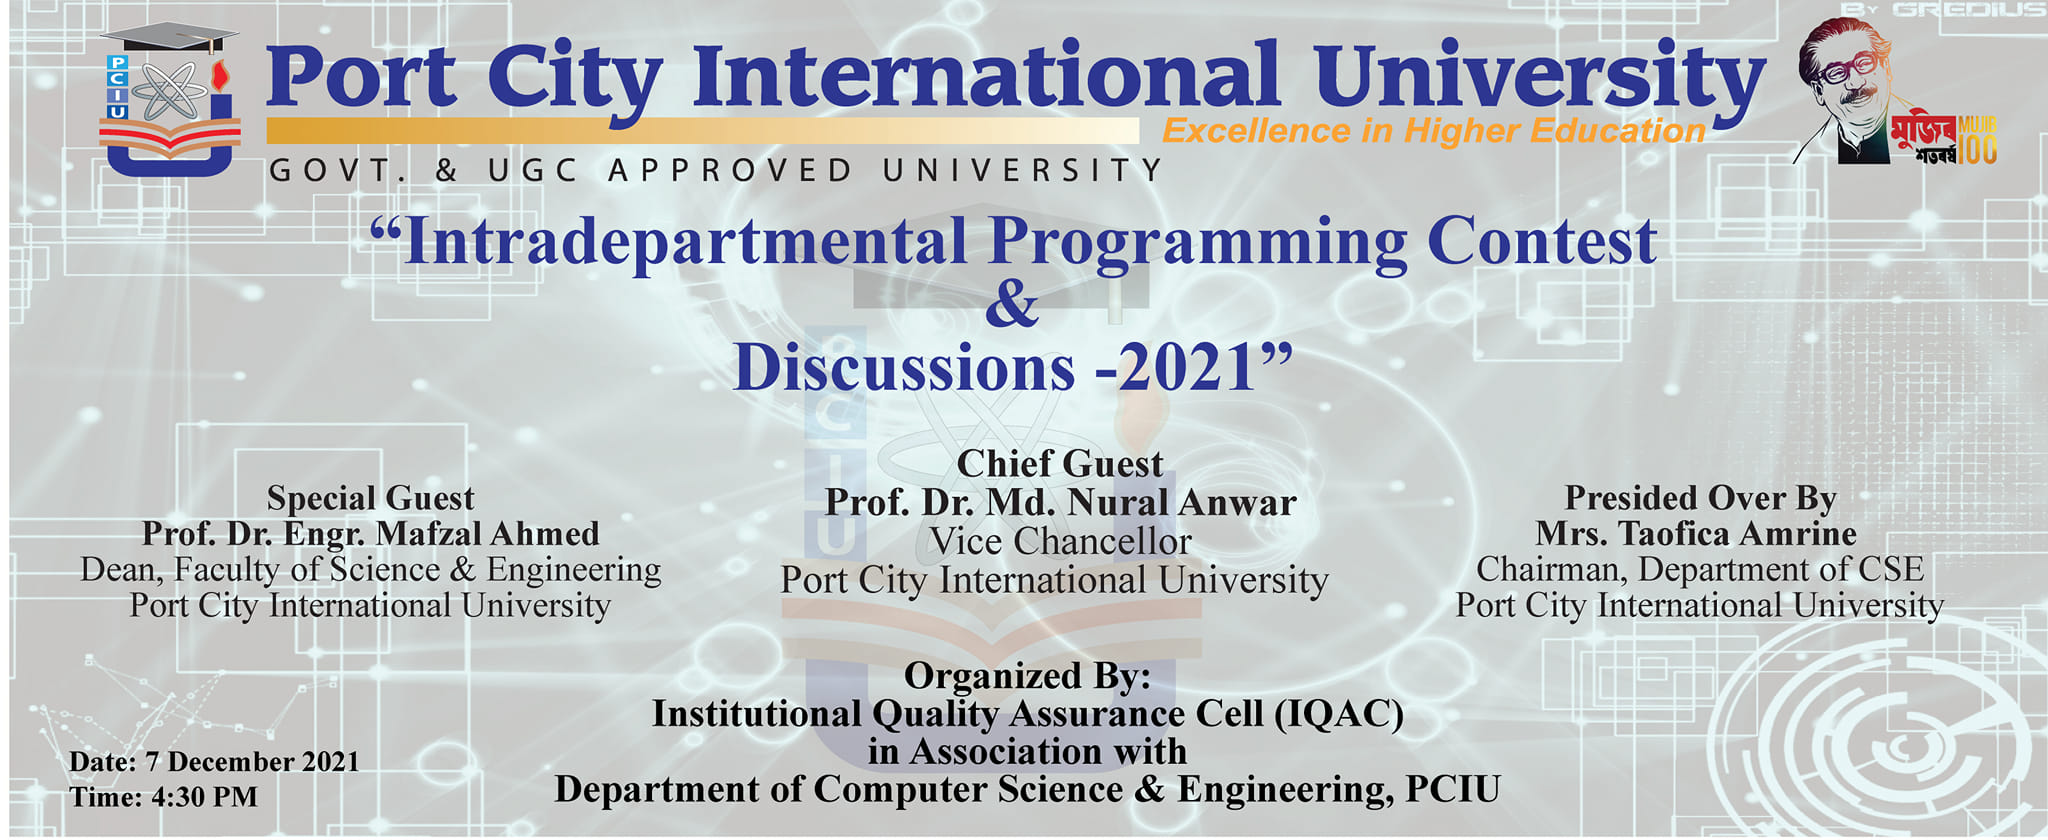 BY GREDIUS
PCIU
Port City International University
Excellence in Higher Education
GOVT. & UGC APPROVED UNIVERSITY
মুজিব
শতবর্ষ
MUJIB
100
“Intradepartmental Programming Contest
&
Discussions -2021”
PCIU
Chief Guest
Prof. Dr. Md. Nural Anwar
Vice Chancellor
Port City International University
Special Guest
Prof. Dr. Engr. Mafzal Ahmed
Dean, Faculty of Science & Engineering
Port City International University
Presided Over By
Mrs. Taofica Amrine
Chairman, Department of CSE
Port City International University
Organized By:
Institutional Quality Assurance Cell (IQAC)
in Association with
Department of Computer Science & Engineering, PCIU
Date: 7 December 2021
Time: 4:30 PM